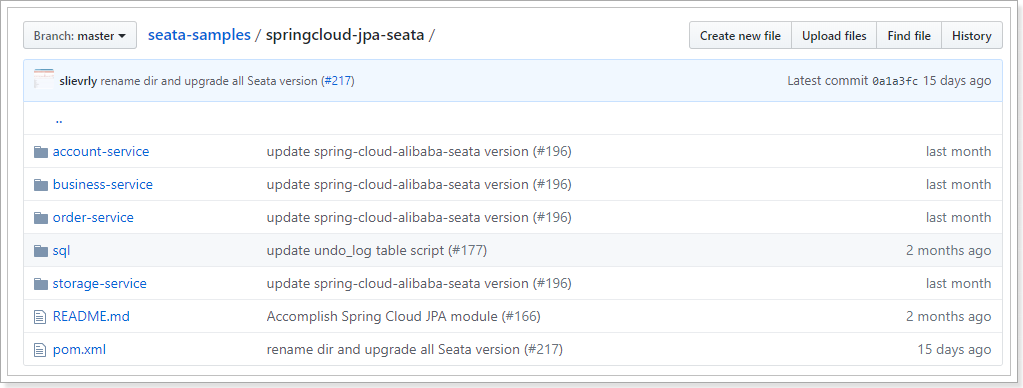 Branch: master seata-samples / springcloud-jpa-seata / Create new file Upload files Find file History
slievrly rename dir and upgrade all Seata version (#217) Latest commit 0a1a3fc 15 days ago
..
account-service update spring-cloud-alibaba-seata version (#196) last month
business-service update spring-cloud-alibaba-seata version (#196) last month
order-service update spring-cloud-alibaba-seata version (#196) last month
sql update undo_log table script (#177) 2 months ago
storage-service update spring-cloud-alibaba-seata version (#196) last month
README.md Accomplish Spring Cloud JPA module (#166) 2 months ago
pom.xml rename dir and upgrade all Seata version (#217) 15 days ago